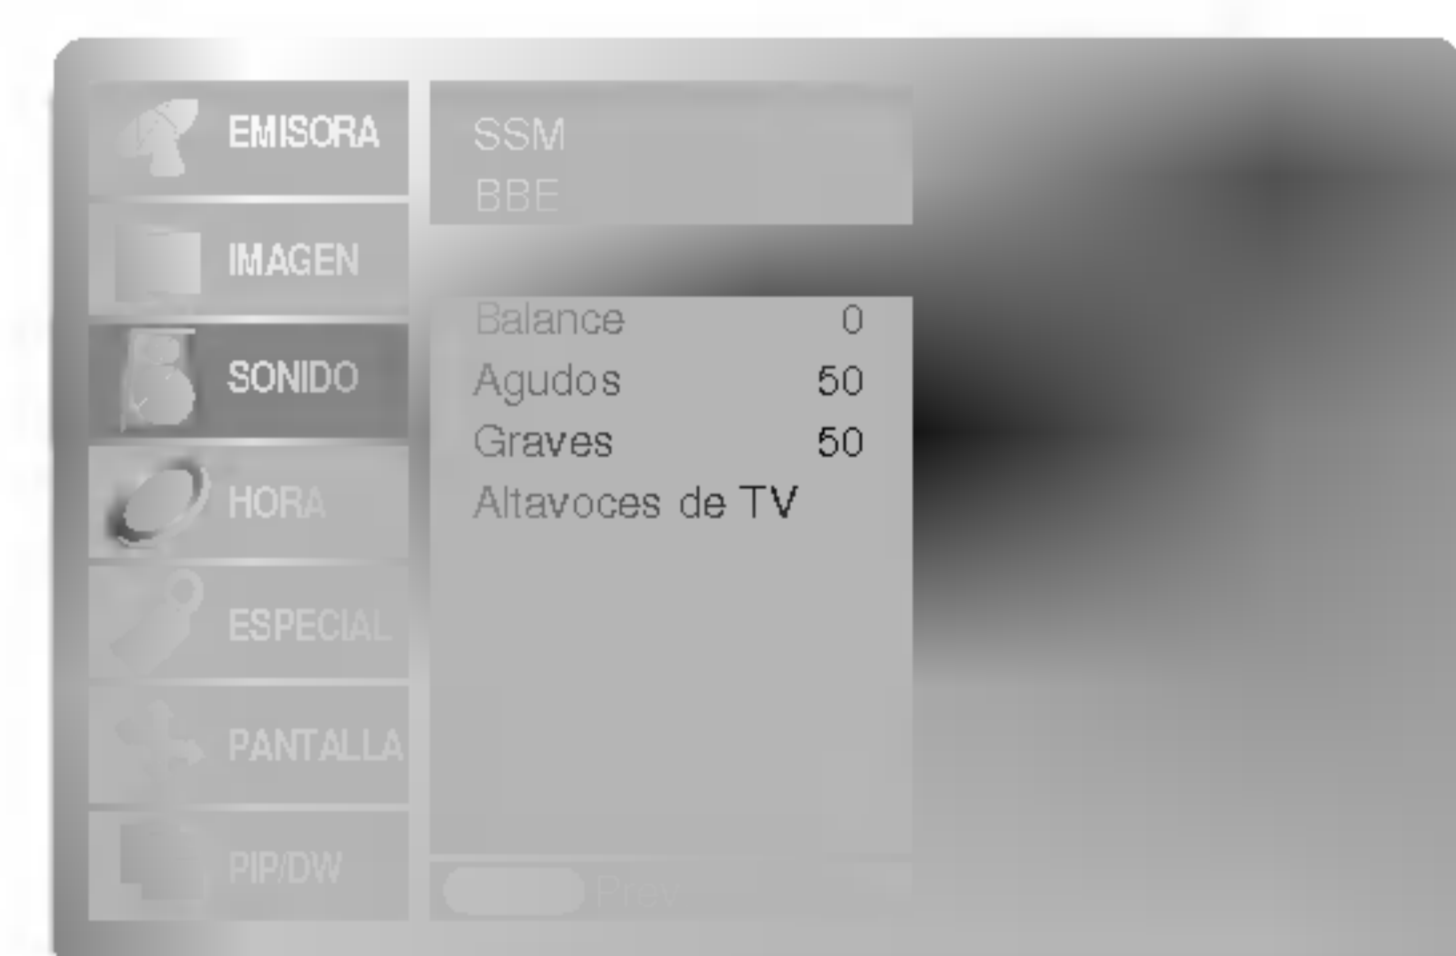 EMISORA
IMAGEN
SONIDO
HORA
ESPECIAL
PANTALLA
PIP/DW
SSM
BBE
Balance 0
Agudos 50
Graves 50
Altavoces de TV
Prev